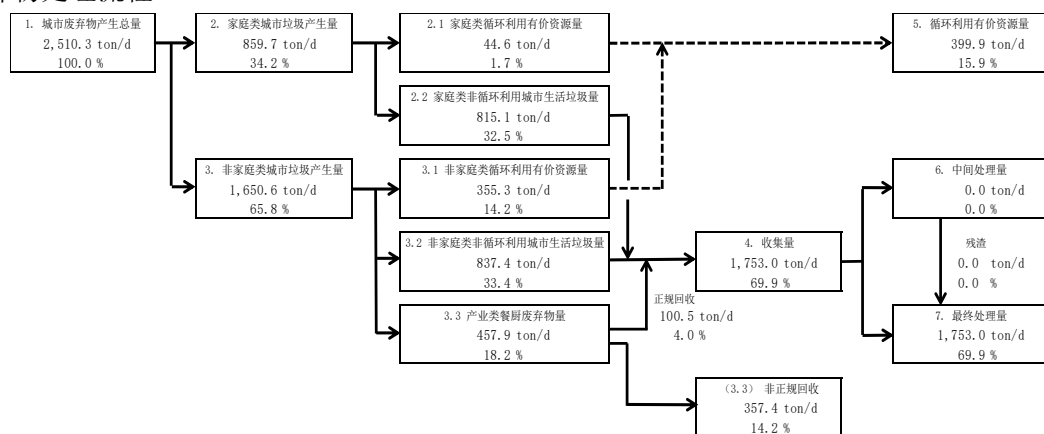 1. 城市废弃物产生总量
2,510.3 ton/d
100.0 %
2. 家庭类城市垃圾产生量
859.7 ton/d
34.2 %
2.1 家庭类循环利用有价资源量
44.6 ton/d
1.7 %
5. 循环利用有价资源量
399.9 ton/d
15.9 %
2.2 家庭类非循环利用城市生活垃圾量
815.1 ton/d
32.5 %
3. 非家庭类城市垃圾产生量
1,650.6 ton/d
65.8 %
3.1 非家庭类循环利用有价资源量
355.3 ton/d
14.2 %
6. 中间处理量
0.0 ton/d
0.0 %
3.2 非家庭类非循环利用城市生活垃圾量
837.4 ton/d
33.4 %
4. 收集量
1,753.0 ton/d
69.9 %
残渣
0.0 ton/d
0.0 %
正规回收
100.5 ton/d
4.0 %
3.3 产业类餐厨废弃物量
457.9 ton/d
18.2 %
7. 最终处理量
1,753.0 ton/d
69.9 %
(3.3) 非正规回收
357.4 ton/d
14.2 %